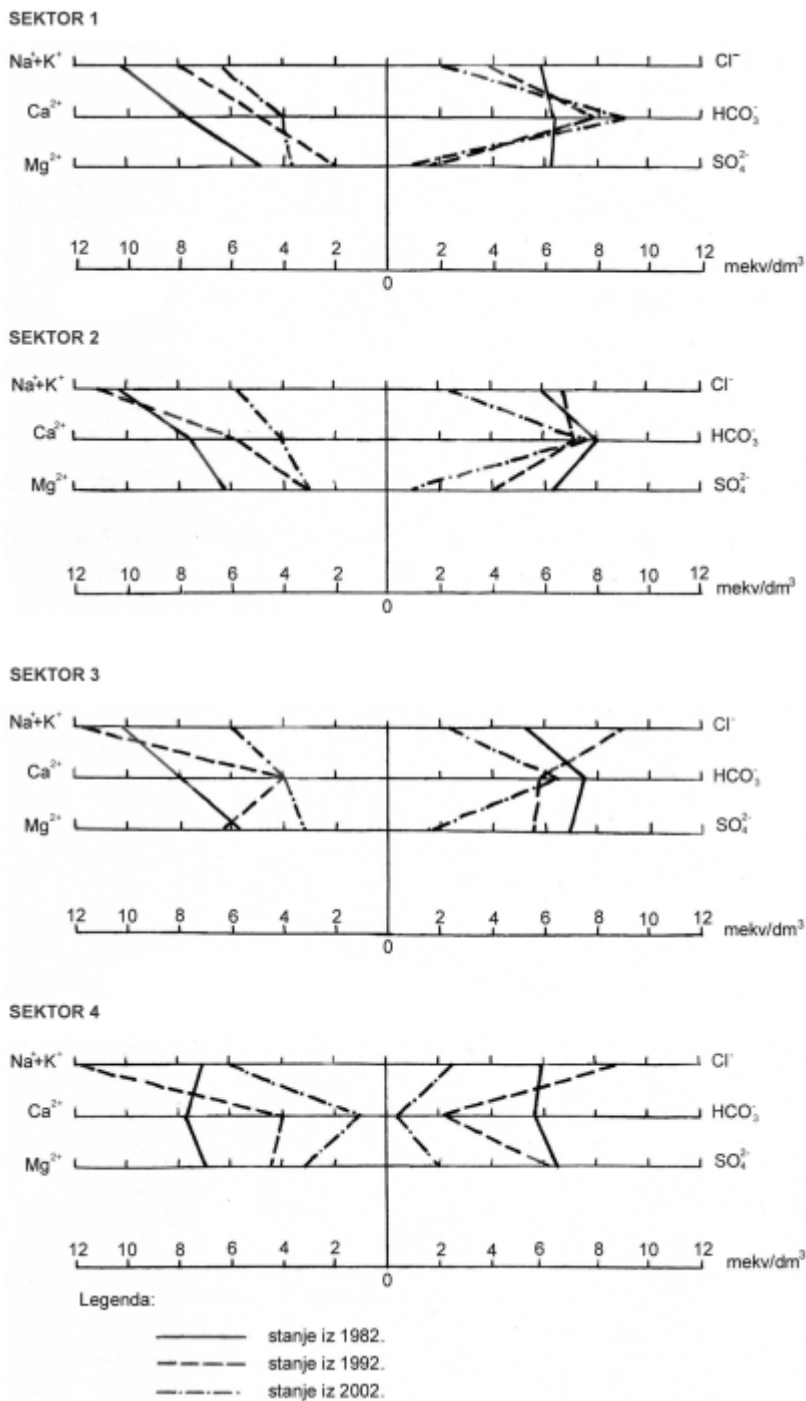 SEKTOR 1
Na⁺+K⁺ Cl⁻
Ca²⁺ HCO₃⁻
Mg²⁺ SO₄²⁻
12 10 8 6 4 2 2 4 6 8 10 12 mekv/dm³
0
SEKTOR 2
Na⁺+K⁺ Cl⁻
Ca²⁺ HCO₃⁻
Mg²⁺ SO₄²⁻
12 10 8 6 4 2 2 4 6 8 10 12 mekv/dm³
0
SEKTOR 3
Na⁺+K⁺ Cl⁻
Ca²⁺ HCO₃⁻
Mg²⁺ SO₄²⁻
12 10 8 6 4 2 2 4 6 8 10 12 mekv/dm³
0
SEKTOR 4
Na⁺+K⁺ Cl⁻
Ca²⁺ HCO₃⁻
Mg²⁺ SO₄²⁻
12 10 8 6 4 2 2 4 6 8 10 12 mekv/dm³
0
Legenda:
stanje iz 1982.
stanje iz 1992.
stanje iz 2002.